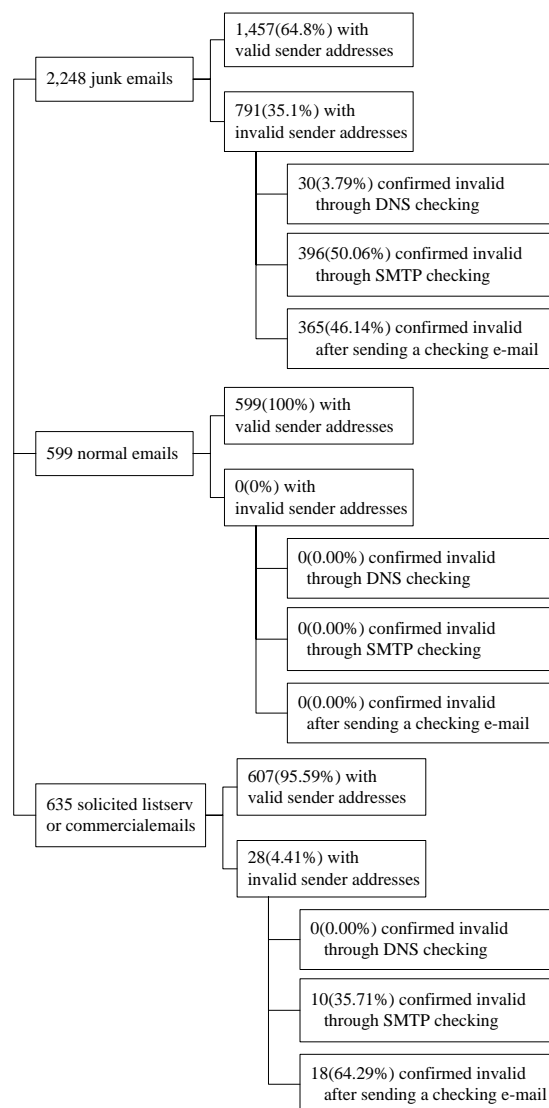 1,457(64.8%) with
valid sender addresses
2,248 junk emails
791(35.1%) with
invalid sender addresses
30(3.79%) confirmed invalid
through DNS checking
396(50.06%) confirmed invalid
through SMTP checking
365(46.14%) confirmed invalid
after sending a checking e-mail
599(100%) with
valid sender addresses
599 normal emails
0(0%) with
invalid sender addresses
0(0.00%) confirmed invalid
through DNS checking
0(0.00%) confirmed invalid
through SMTP checking
0(0.00%) confirmed invalid
after sending a checking e-mail
607(95.59%) with
valid sender addresses
635 solicited listserv
or commercialemails
28(4.41%) with
invalid sender addresses
0(0.00%) confirmed invalid
through DNS checking
10(35.71%) confirmed invalid
through SMTP checking
18(64.29%) confirmed invalid
after sending a checking e-mail